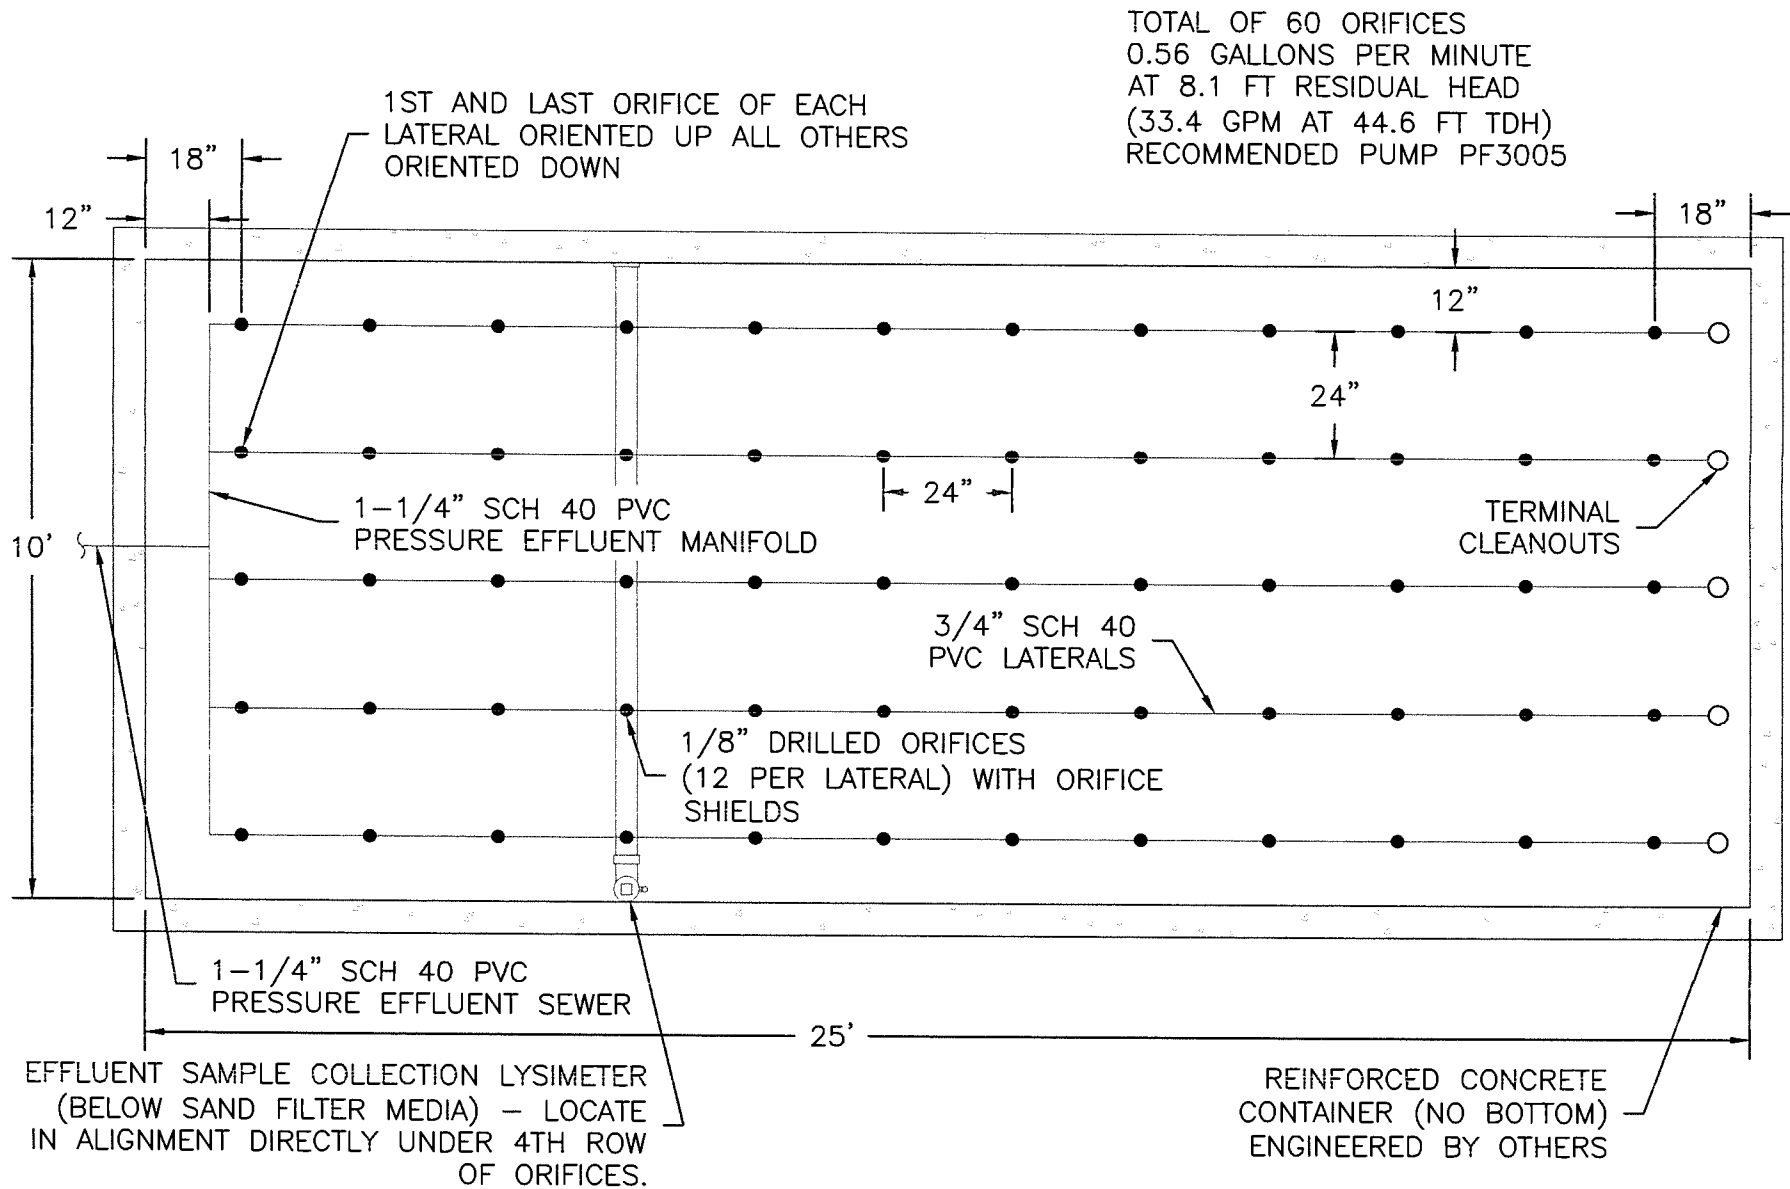 TOTAL OF 60 ORIFICES
0.56 GALLONS PER MINUTE
AT 8.1 FT RESIDUAL HEAD
(33.4 GPM AT 44.6 FT TDH)
RECOMMENDED PUMP PF3005
1ST AND LAST ORIFICE OF EACH
LATERAL ORIENTED UP ALL OTHERS
ORIENTED DOWN
18"
12"
18"
12"
24"
24"
1-1/4" SCH 40 PVC
PRESSURE EFFLUENT MANIFOLD
TERMINAL
CLEANOUTS
10'
3/4" SCH 40
PVC LATERALS
1/8" DRILLED ORIFICES
(12 PER LATERAL) WITH ORIFICE
SHIELDS
1-1/4" SCH 40 PVC
PRESSURE EFFLUENT SEWER
25'
EFFLUENT SAMPLE COLLECTION LYSIMETER
(BELOW SAND FILTER MEDIA) – LOCATE
IN ALIGNMENT DIRECTLY UNDER 4TH ROW
OF ORIFICES.
REINFORCED CONCRETE
CONTAINER (NO BOTTOM)
ENGINEERED BY OTHERS